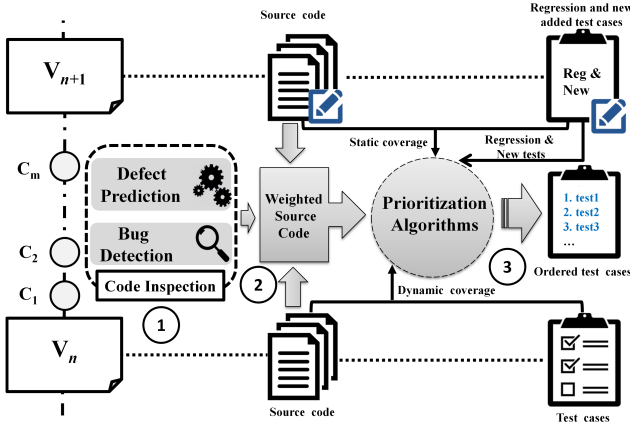 Source code
Regression and new
added test cases
Vn+1
Reg &
New
Static coverage
Regression &
New tests
Cm
Defect
Prediction
Weighted
Source
Code
Prioritization
Algorithms
1. test1
2. test2
3. test3
...
Bug
Detection
C2
Ordered test cases
Code Inspection
2
3
C1
Dynamic coverage
1
Vn
Source code
Test cases